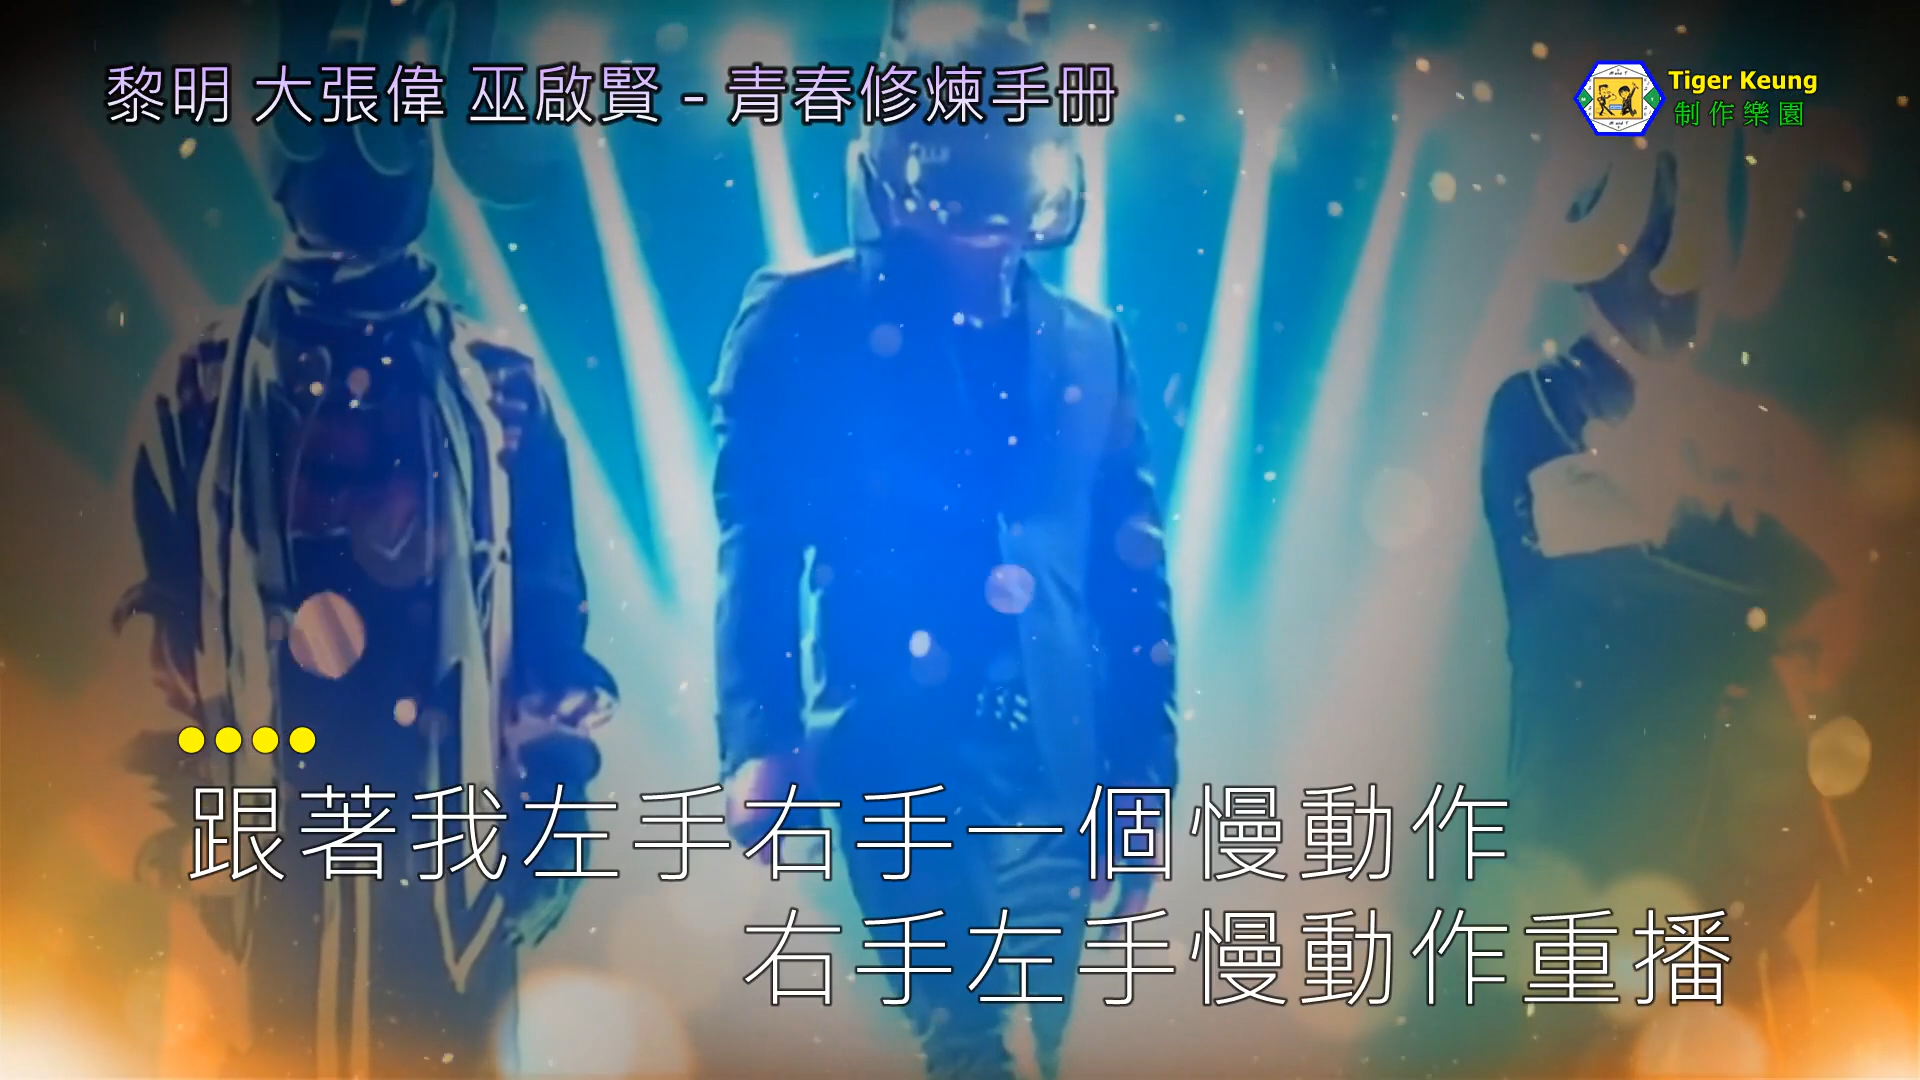 黎明 大張偉 巫啟賢 - 青春修煉手册
Tiger Keung
制作樂園
跟著我左手右手一個慢動作
右手左手慢動作重播